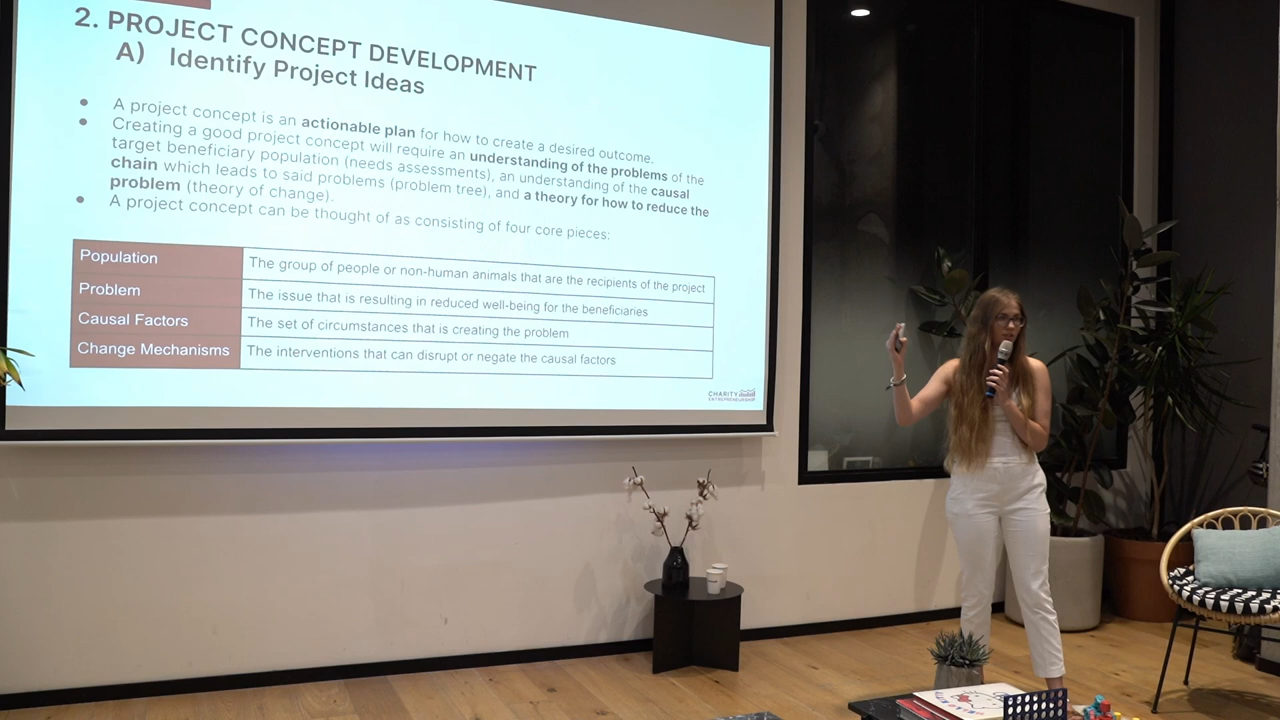 2. PROJECT CONCEPT DEVELOPMENT
A) Identify Project Ideas
● A project concept is an actionable plan for how to create a desired outcome.
● Creating a good project concept will require an understanding of the problems of the
target beneficiary population (needs assessments), an understanding of the causal
chain which leads to said problems (problem tree), and a theory for how to reduce the
problem (theory of change).
● A project concept can be thought of as consisting of four core pieces:
Population The group of people or non-human animals that are the recipients of the project
Problem The issue that is resulting in reduced well-being for the beneficiaries
Causal Factors The set of circumstances that is creating the problem
Change Mechanisms The interventions that can disrupt or negate the causal factors
CHARITY
ENTREPRENEURSHIP